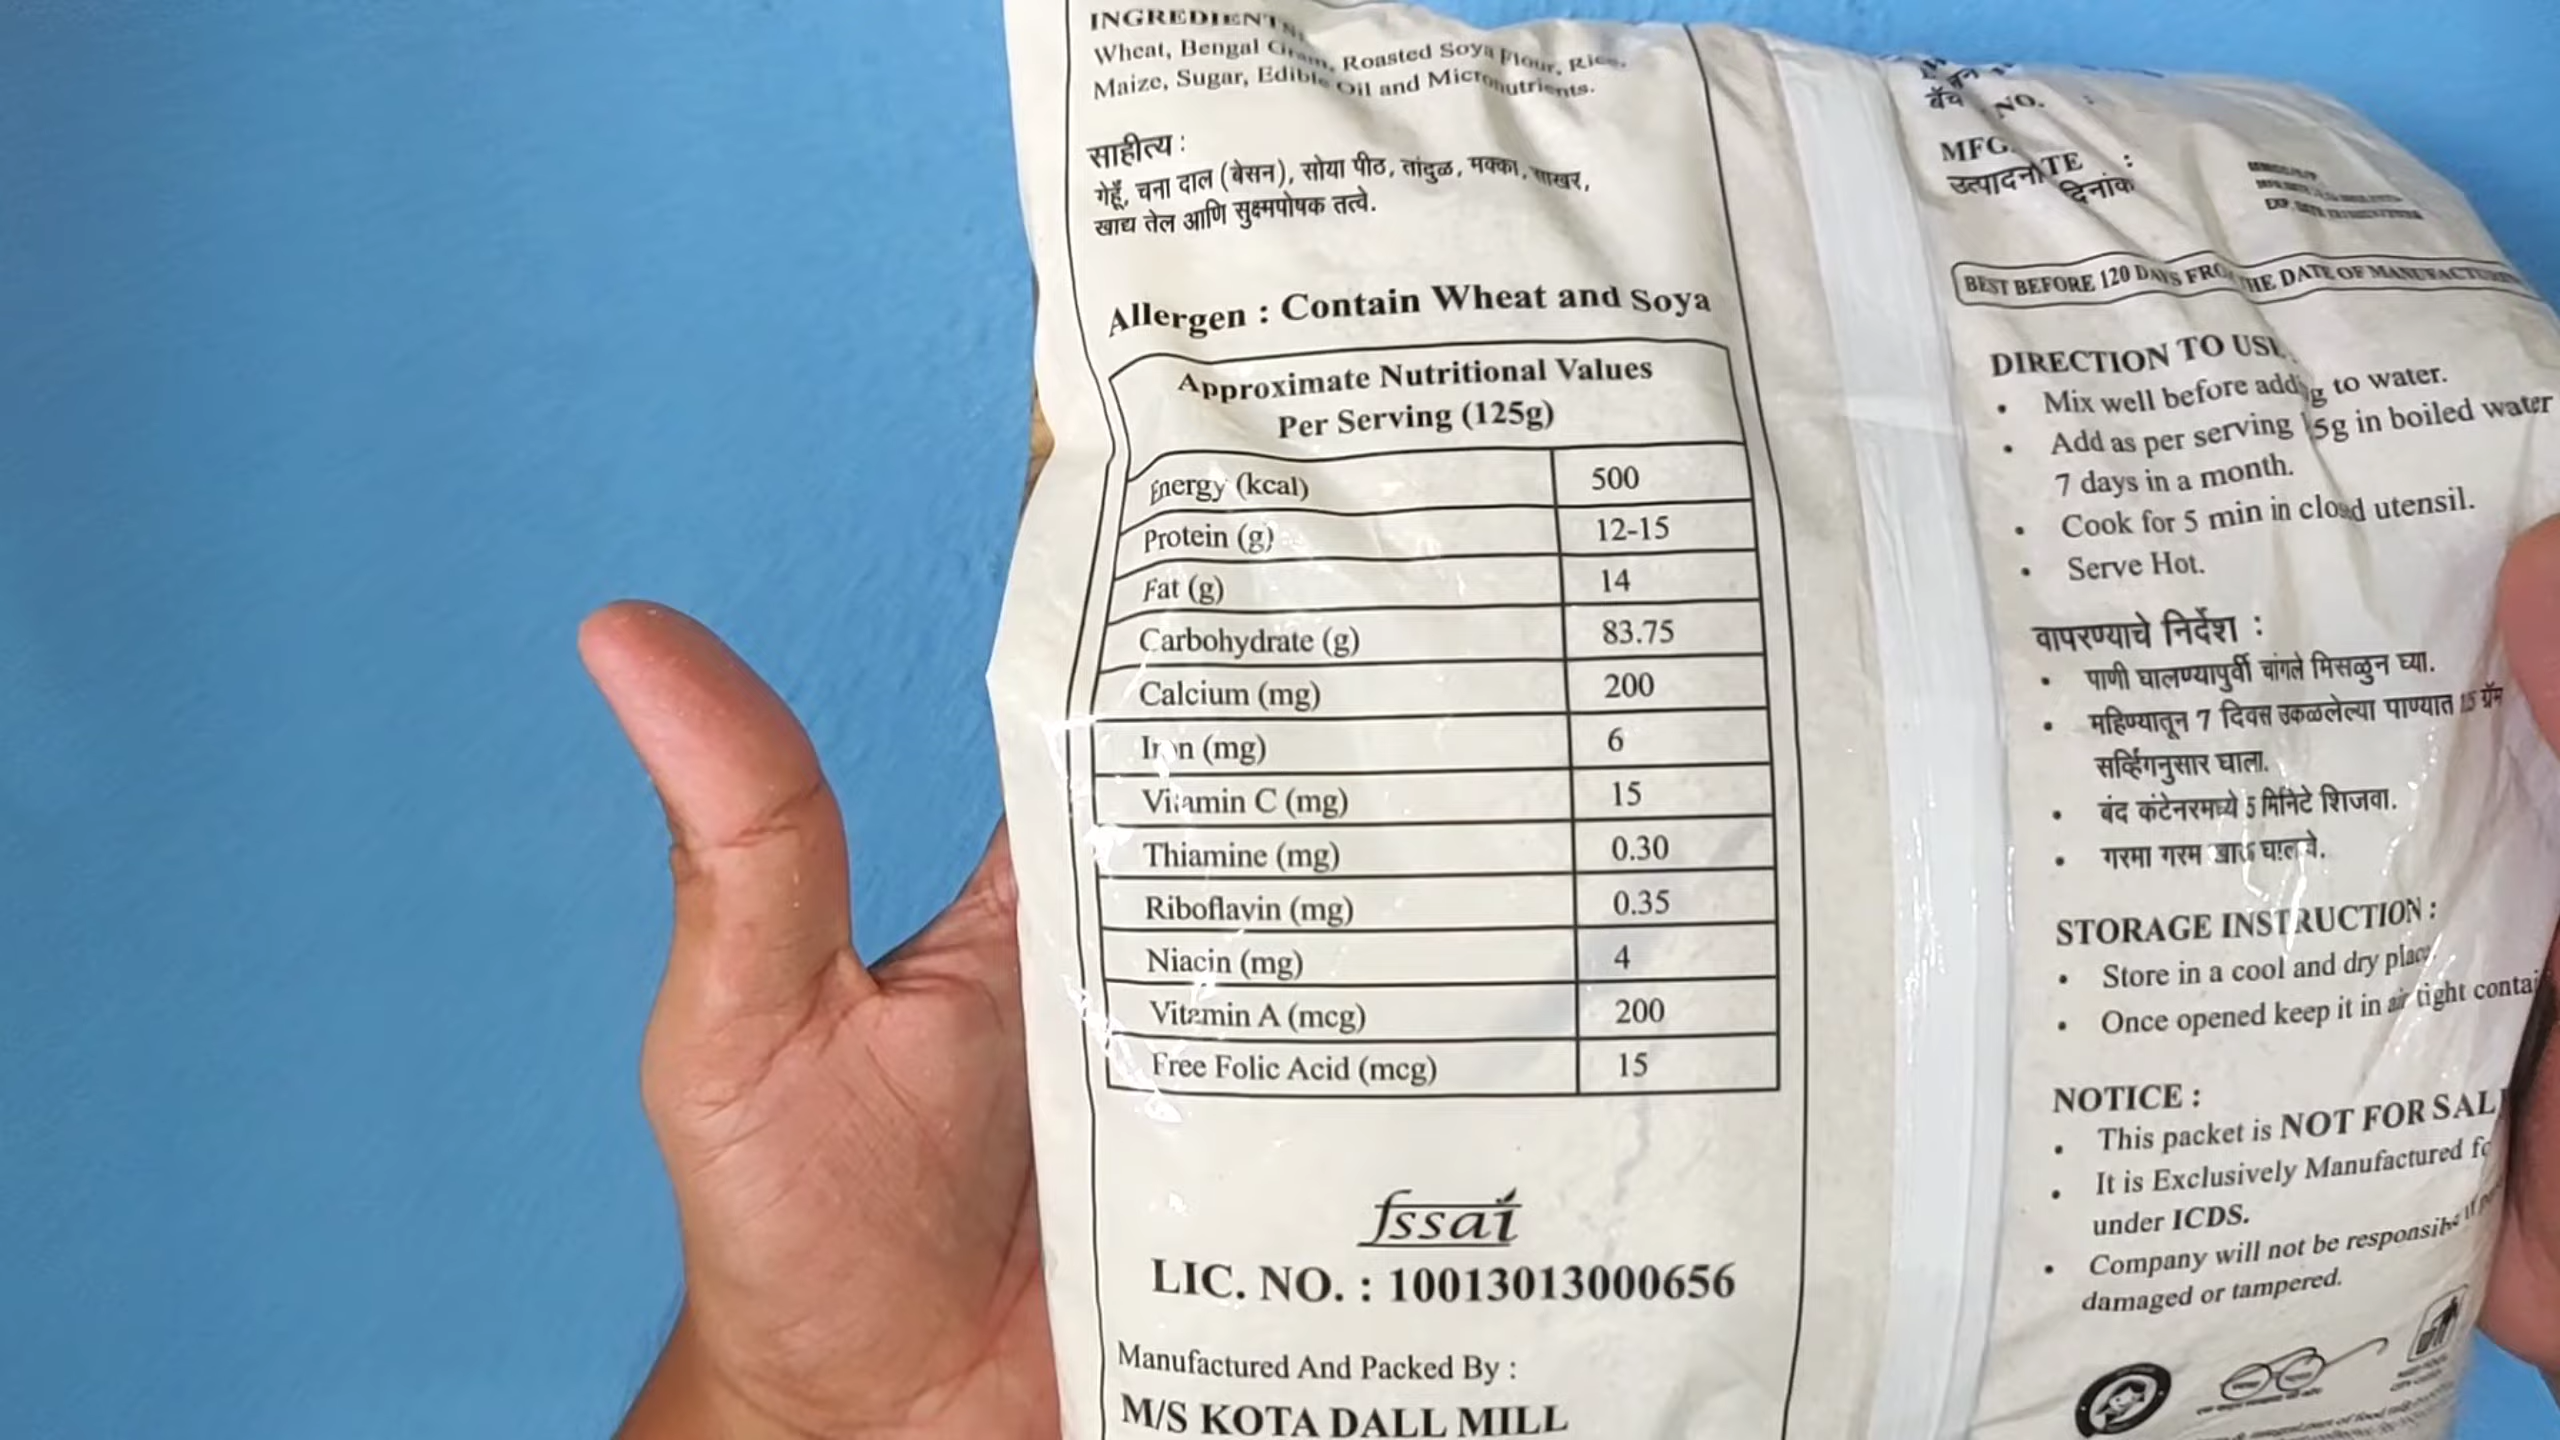 INGREDIENTS:
Wheat, Bengal Gram, Roasted Soya Flour, Rice,
Maize, Sugar, Edible Oil and Micronutrients.
साहीत्य :
गेहूँ, चना दाल (बेसन), सोया पीठ, तांदुळ, मक्का, साखर,
खाद्य तेल आणि सुक्ष्मपोषक तत्वे.
Allergen : Contain Wheat and Soya
Approximate Nutritional Values
Per Serving (125g)
Energy (kcal) 500
Protein (g) 12-15
Fat (g) 14
Carbohydrate (g) 83.75
Calcium (mg) 200
Iron (mg) 6
Vitamin C (mg) 15
Thiamine (mg) 0.30
Riboflavin (mg) 0.35
Niacin (mg) 4
Vitamin A (mcg) 200
Free Folic Acid (mcg) 15
fssai
LIC. NO. : 10013013000656
Manufactured And Packed By :
M/S KOTA DALL MILL
बॅच NO. :
MFG. DATE :
उत्पादन दिनांक
BEST BEFORE 120 DAYS FROM THE DATE OF MANUFACTURING
DIRECTION TO USE
• Mix well before adding to water.
• Add as per serving in boiled water
7 days in a month.
• Cook for 5 min in closed utensil.
• Serve Hot.
वापरण्याचे निर्देश :
• पाणी घालण्यापुर्वी चांगले मिसळुन घ्या.
• महिण्यातून 7 दिवस उकळलेल्या पाण्यात ग्रॅम
सर्व्हिंगनुसार घाला.
• बंद कंटेनरमध्ये 5 मिनिटे शिजवा.
• गरमा गरम खाऊ घालावे.
STORAGE INSTRUCTION :
• Store in a cool and dry place.
• Once opened keep it in air tight
NOTICE :
• This packet is NOT FOR SALE
• It is Exclusively Manufactured
under ICDS.
• Company will not be responsible if
damaged or tampered.